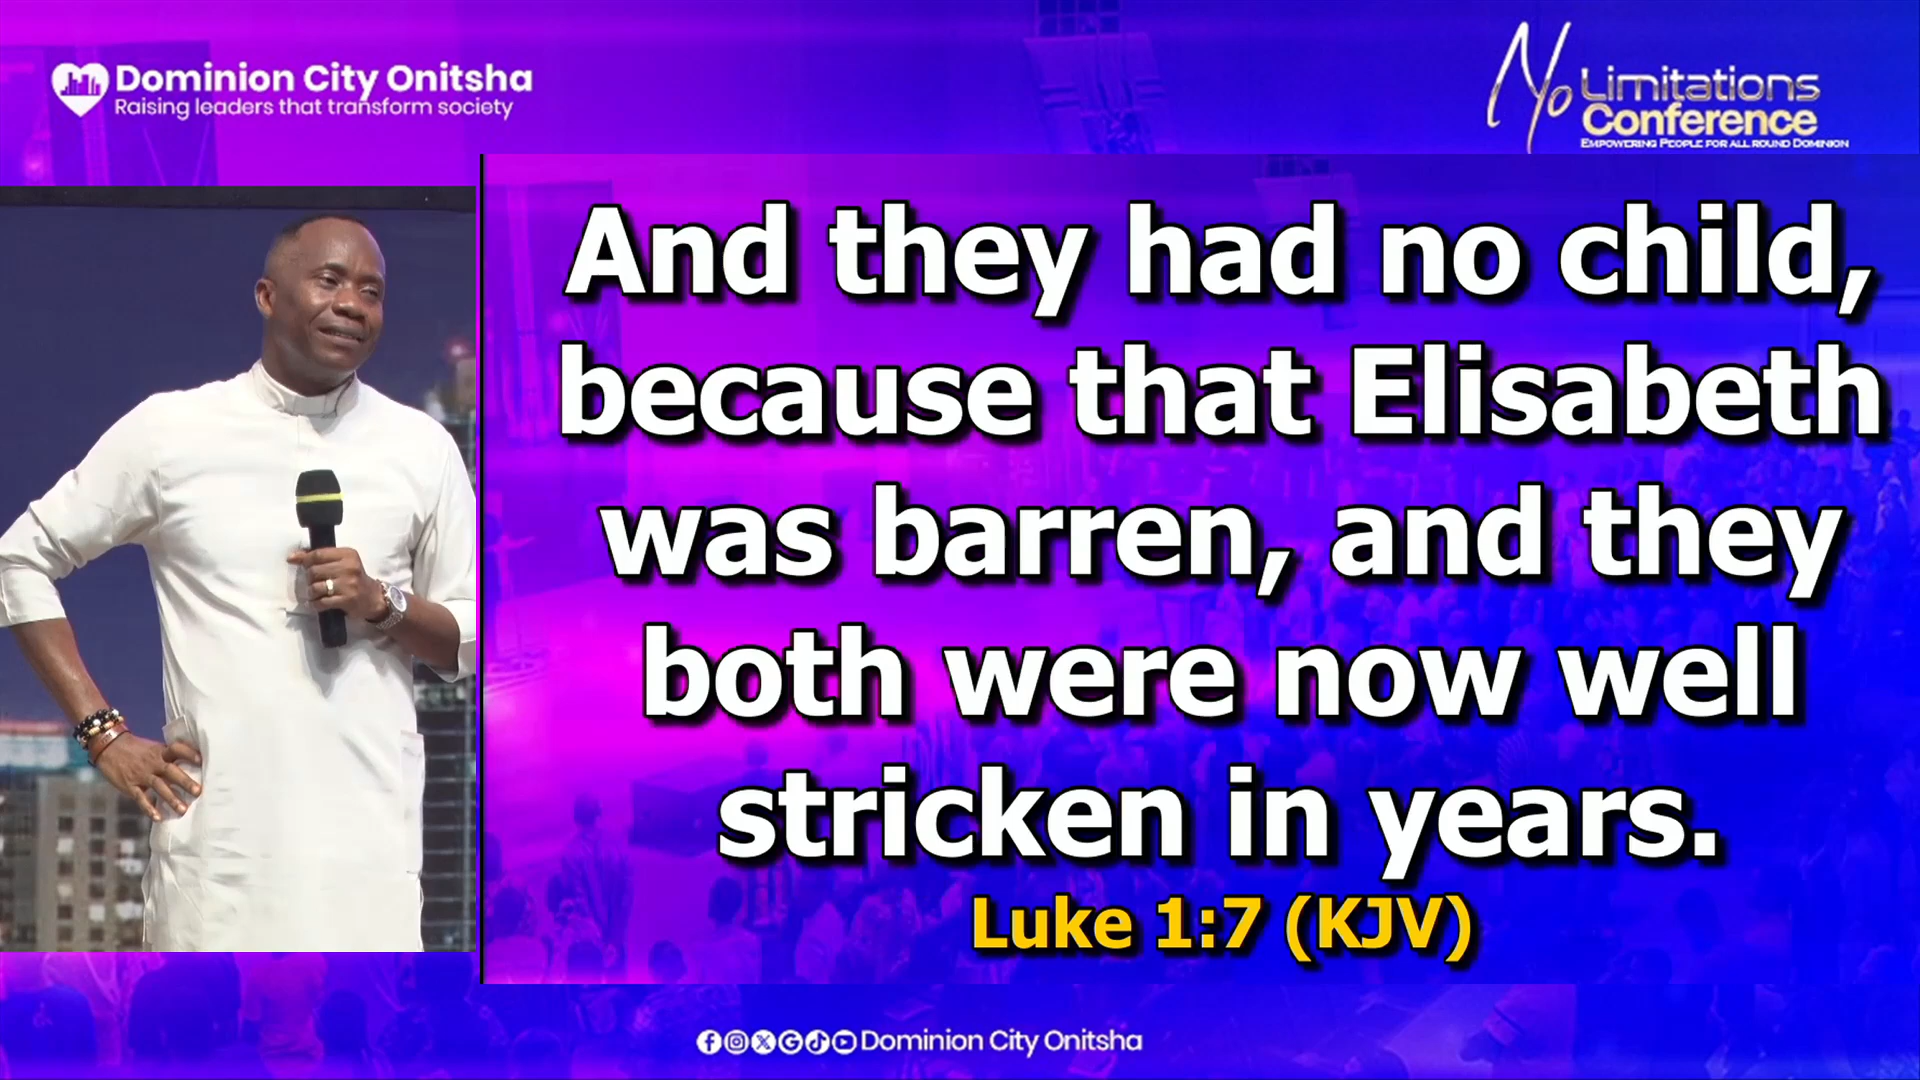 Dominion City Onitsha
Raising leaders that transform society
No Limitations
Conference
EMPOWERING PEOPLE FOR ALL ROUND DOMINION
And they had no child,
because that Elisabeth
was barren, and they
both were now well
stricken in years.
Luke 1:7 (KJV)
Dominion City Onitsha